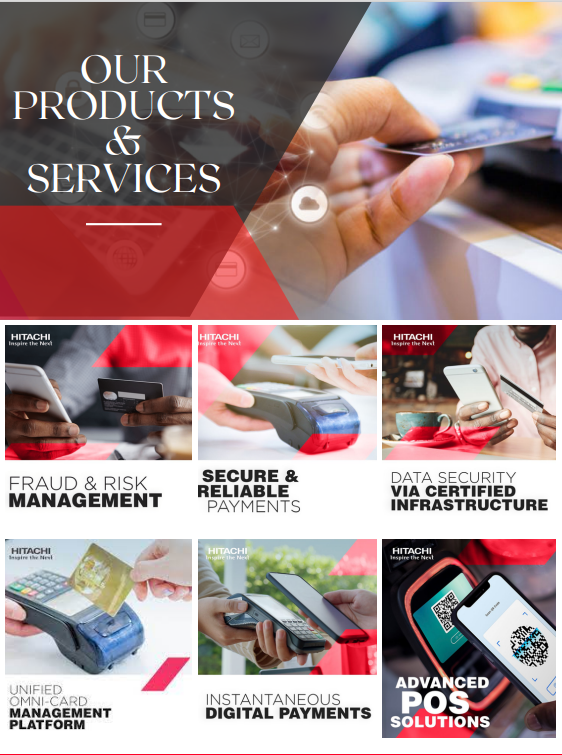 OUR
PRODUCTS
&
SERVICES
HITACHI
Inspire the Next
FRAUD & RISK
MANAGEMENT
HITACHI
Inspire the Next
SECURE &
RELIABLE
PAYMENTS
HITACHI
Inspire the Next
DATA SECURITY
VIA CERTIFIED
INFRASTRUCTURE
HITACHI
Inspire the Next
UNIFIED
OMNI-CARD
MANAGEMENT
PLATFORM
HITACHI
Inspire the Next
INSTANTANEOUS
DIGITAL PAYMENTS
HITACHI
Inspire the Next
ADVANCED
POS
SOLUTIONS